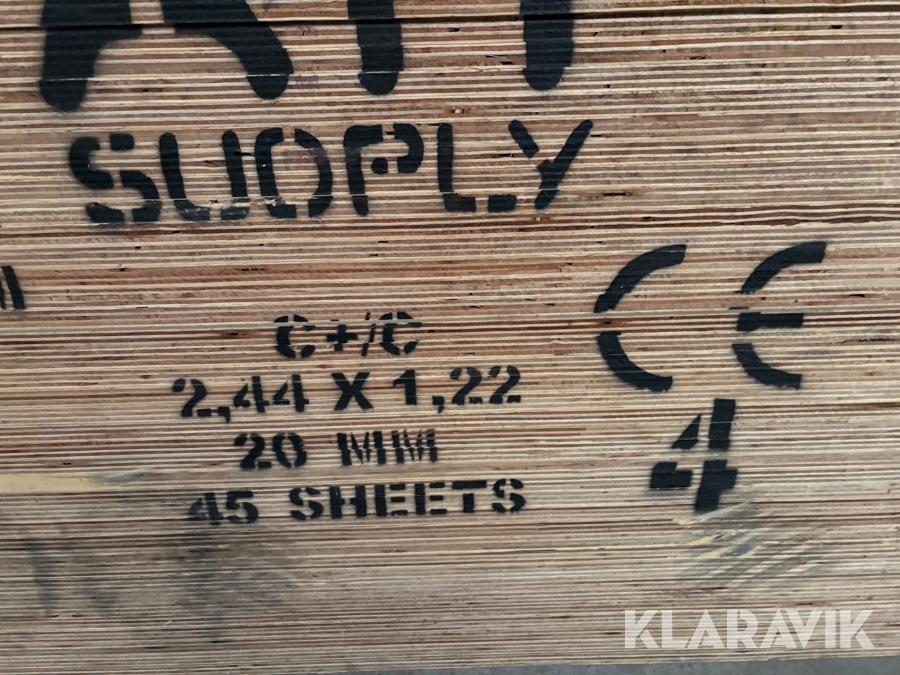 SUOPLY
CE
C+/C
2,44 X 1,22
20 MM
4
45 SHEETS
KLARAVIK